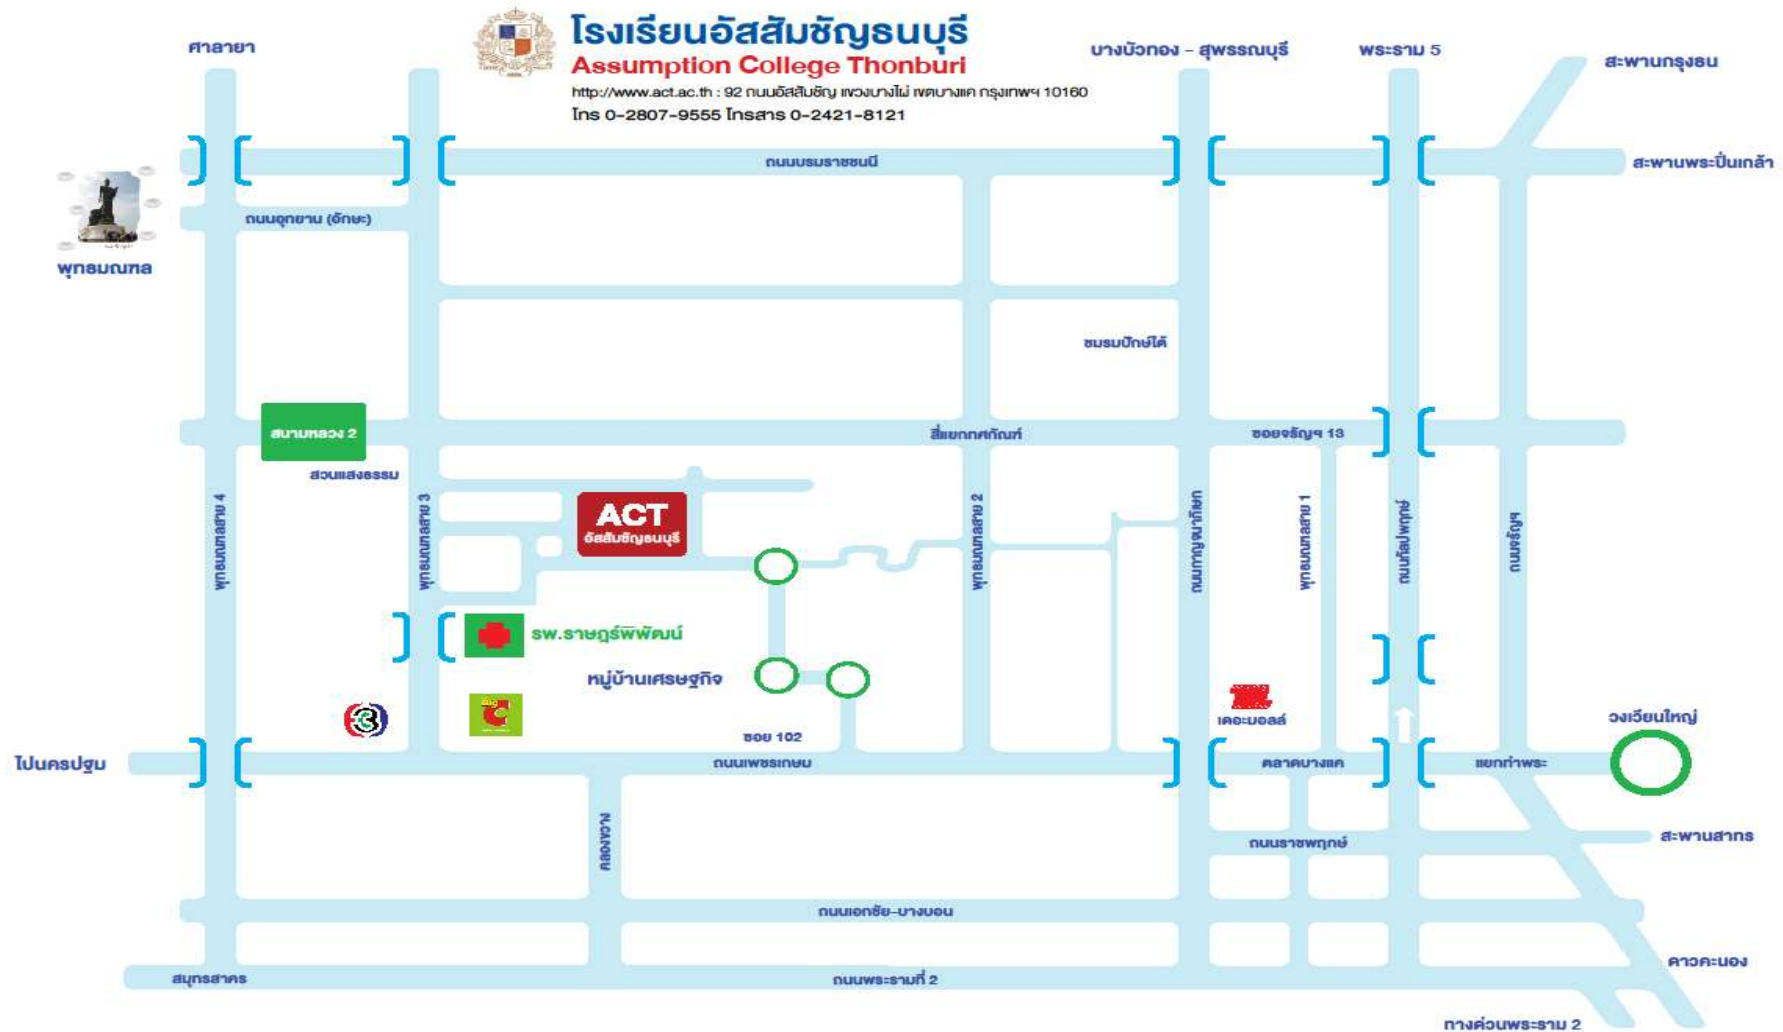 โรงเรียนอัสสัมชัญธนบุรี
Assumption College Thonburi
http://www.act.ac.th : 92 ถนนอัสสัมชัญ แขวงบางไผ่ เขตบางแค กรุงเทพฯ 10160
โทร 0-2807-9555 โทรสาร 0-2421-8121
ศาลายา
บางบัวทอง - สุพรรณบุรี
พระราม 5
สะพานกรุงธน
ถนนบรมราชชนนี
สะพานพระปิ่นเกล้า
ถนนอุทยาน (อักษะ)
พุทธมณฑล
ชมรมปักษ์ใต้
สนามหลวง 2
สี่แยกทศกัณฑ์
ซอยจรัญฯ 13
สวนแสงธรรม
พุทธมณฑลสาย 4
พุทธมณฑลสาย 3
ACT
อัสสัมชัญธนบุรี
พุทธมณฑลสาย 2
ถนนกาญจนาภิเษก
พุทธมณฑลสาย 1
ถนนกัลปพฤกษ์
ถนนจรัญฯ
รพ.ราษฎร์พิพัฒน์
หมู่บ้านเศรษฐกิจ
3
Big
C
เดอะมอลล์
วงเวียนใหญ่
ซอย 102
ไปนครปฐม
ถนนเพชรเกษม
ตลาดบางแค
แยกท่าพระ
คลองขวาง
ถนนราชพฤกษ์
สะพานสาทร
ถนนเอกชัย-บางบอน
ดาวคะนอง
สมุทรสาคร
ถนนพระรามที่ 2
ทางด่วนพระราม 2